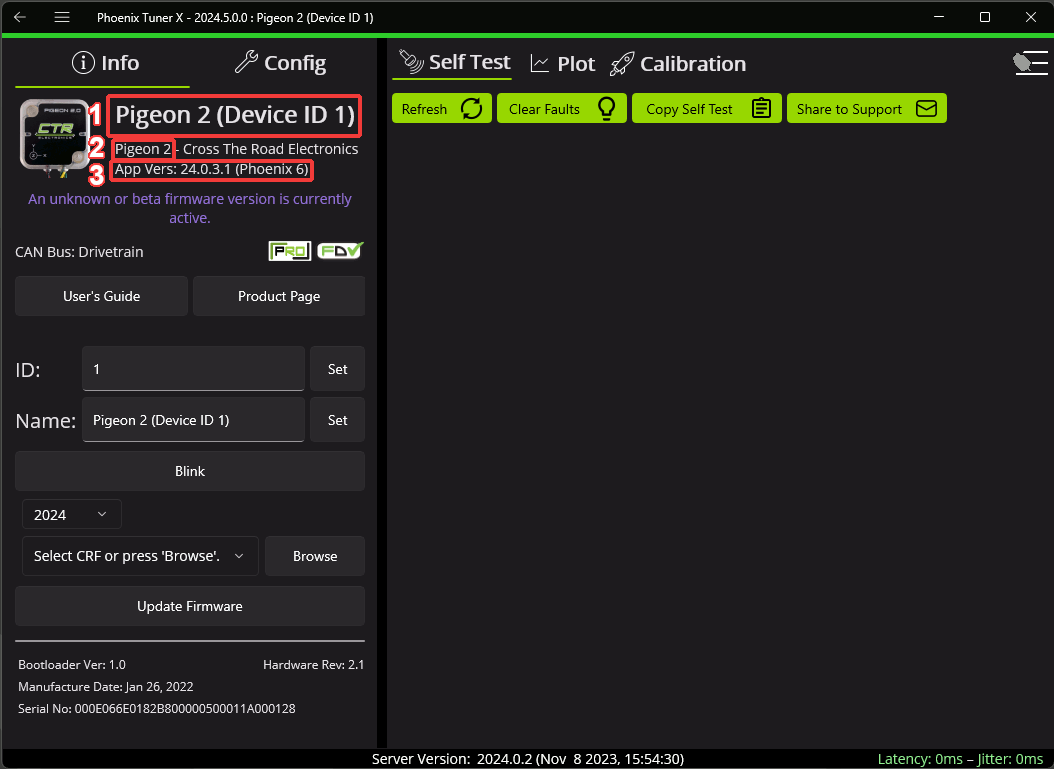 Phoenix Tuner X - 2024.5.0.0 : Pigeon 2 (Device ID 1)
Info
Config
Self Test
Plot
Calibration
Refresh
Clear Faults
Copy Self Test
Share to Support
PIGEON 2.0
CTR
ELECTRONICS
1 Pigeon 2 (Device ID 1)
2 Pigeon 2 - Cross The Road Electronics
3 App Vers: 24.0.3.1 (Phoenix 6)
An unknown or beta firmware version is currently
active.
CAN Bus: Drivetrain
PRO
FDV
User's Guide
Product Page
ID:
1
Set
Name:
Pigeon 2 (Device ID 1)
Set
Blink
2024
Select CRF or press 'Browse'.
Browse
Update Firmware
Bootloader Ver: 1.0
Hardware Rev: 2.1
Manufacture Date: Jan 26, 2022
Serial No: 000E066E0182B800000500011A000128
Server Version: 2024.0.2 (Nov 8 2023, 15:54:30)
Latency: 0ms – Jitter: 0ms